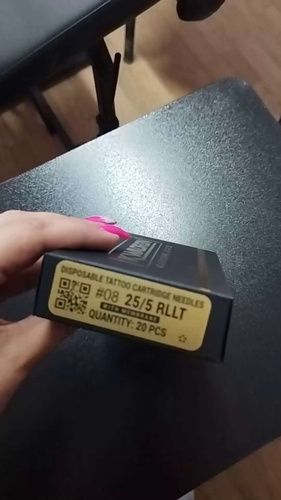 DISPOSABLE TATTOO CARTRIDGE NEEDLES
#08 25/5 RLLT
WITH MEMBRANE
QUANTITY: 20 PCS